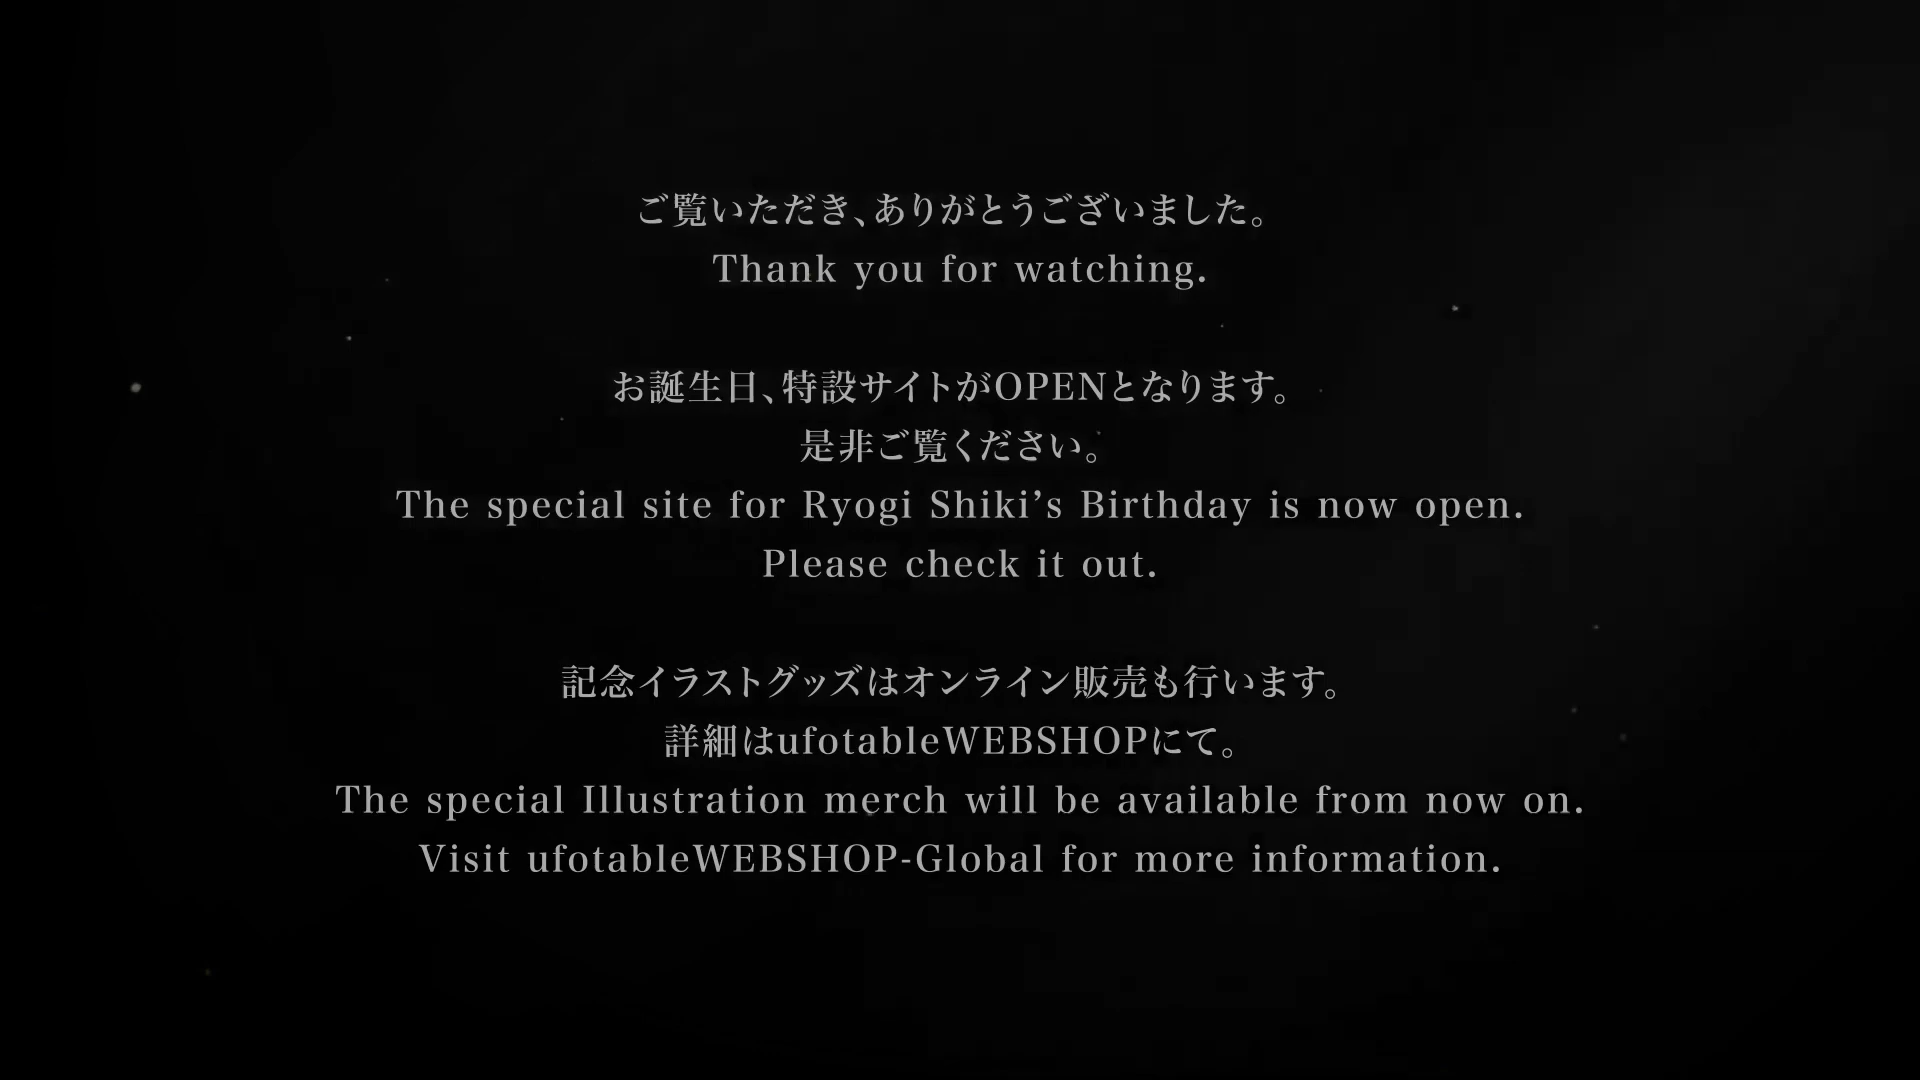 ご覧いただき、ありがとうございました。
Thank you for watching.
お誕生日、特設サイトがOPENとなります。
是非ご覧ください。
The special site for Ryogi Shiki’s Birthday is now open.
Please check it out.
記念イラストグッズはオンライン販売も行います。
詳細はufotableWEBSHOPにて。
The special Illustration merch will be available from now on.
Visit ufotableWEBSHOP-Global for more information.